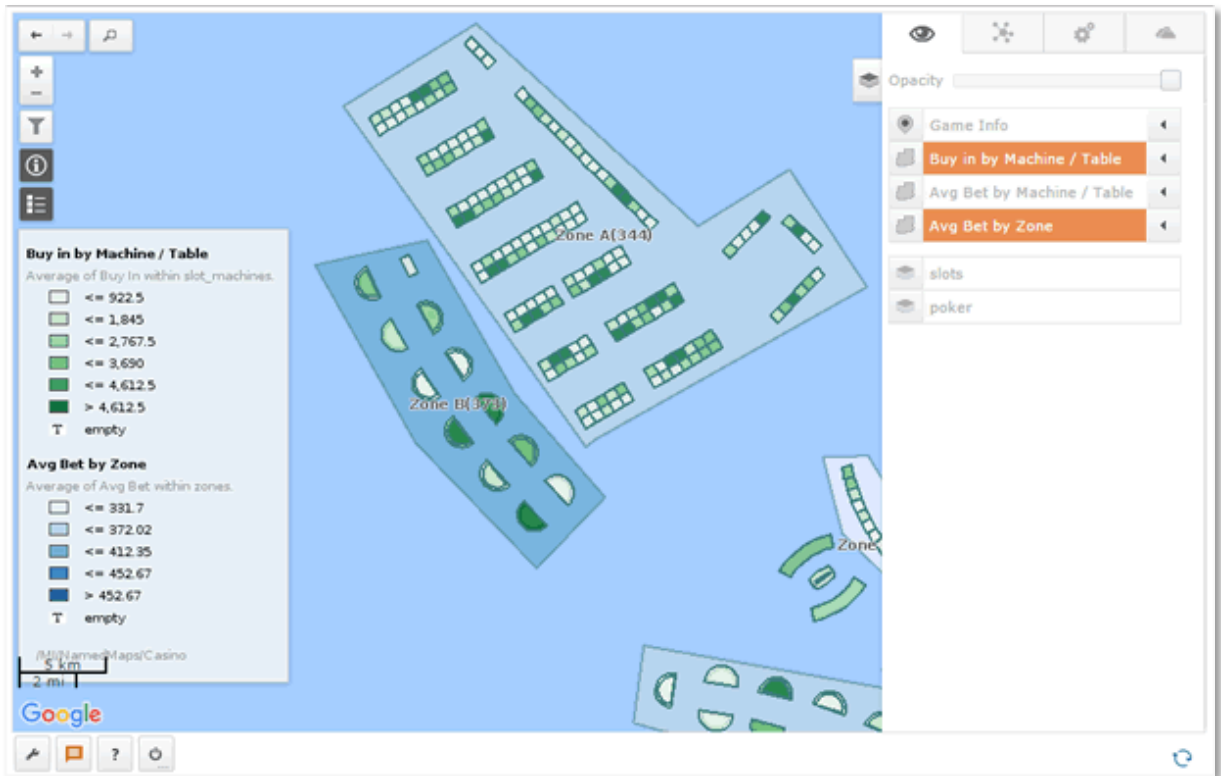 Opacity
Game Info
Buy in by Machine / Table
Avg Bet by Machine / Table
Avg Bet by Zone
slots
poker
Zone A(344)
Zone B(373)
Zone
Buy in by Machine / Table
Average of Buy In within slot_machines.
<= 922.5
<= 1,845
<= 2,767.5
<= 3,690
<= 4,612.5
> 4,612.5
T empty
Avg Bet by Zone
Average of Avg Bet within zones.
<= 331.7
<= 372.02
<= 412.35
<= 452.67
> 452.67
T empty
/MI/NamedMaps/Casino
5 km
2 mi
Google
?